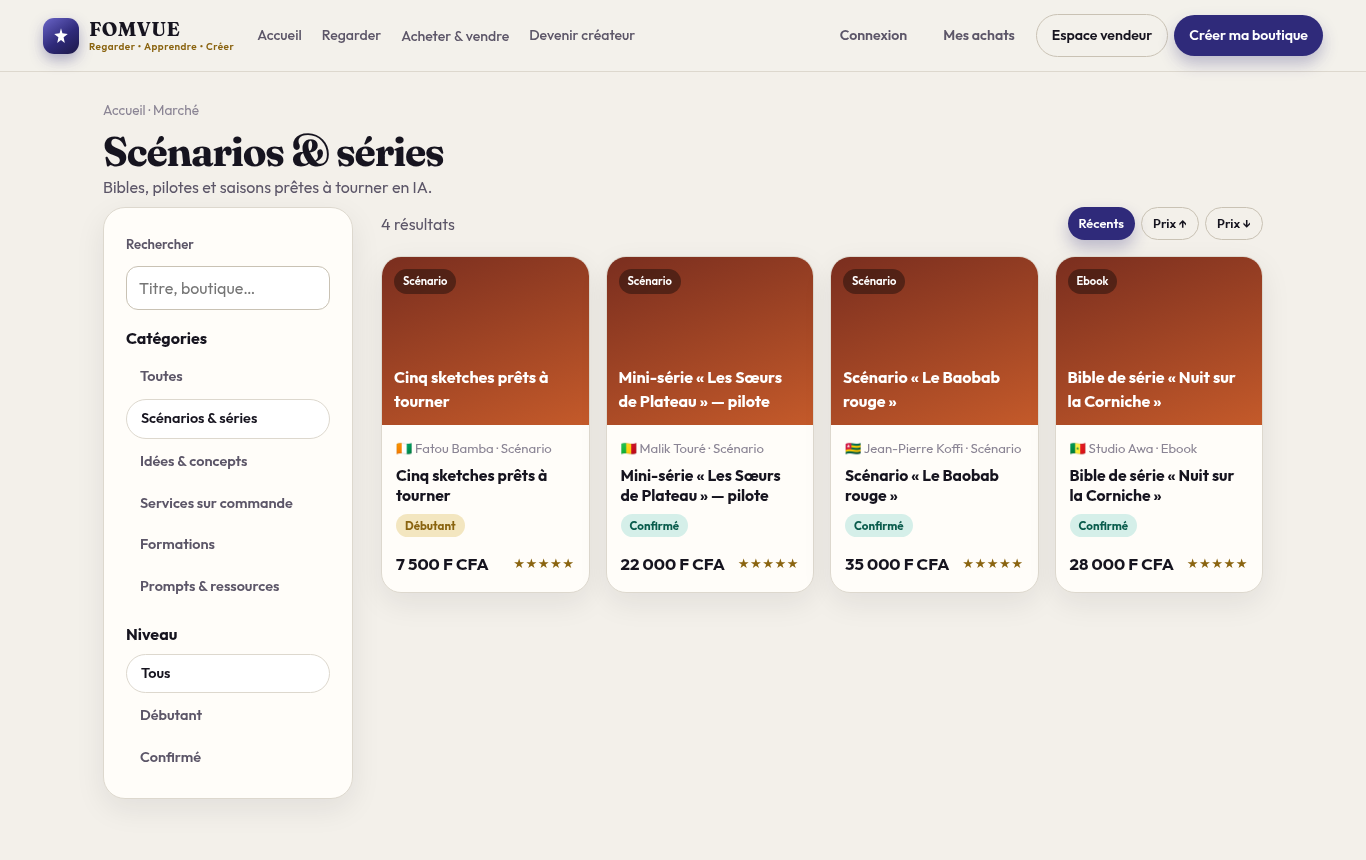 FOMVUE
Regarder • Apprendre • Créer
Accueil
Regarder
Acheter & vendre
Devenir créateur
Connexion
Mes achats
Espace vendeur
Créer ma boutique
Accueil · Marché
Scénarios & séries
Bibles, pilotes et saisons prêtes à tourner en IA.
Rechercher
Titre, boutique…
Catégories
Toutes
Scénarios & séries
Idées & concepts
Services sur commande
Formations
Prompts & ressources
Niveau
Tous
Débutant
Confirmé
4 résultats
Récents
Prix ↑
Prix ↓
Scénario
Cinq sketches prêts à
tourner
Fatou Bamba · Scénario
Cinq sketches prêts à
tourner
Débutant
7 500 F CFA
★★★★★
Scénario
Mini-série « Les Sœurs
de Plateau » — pilote
Malik Touré · Scénario
Mini-série « Les Sœurs
de Plateau » — pilote
Confirmé
22 000 F CFA
★★★★★
Scénario
Scénario « Le Baobab
rouge »
Jean-Pierre Koffi · Scénario
Scénario « Le Baobab
rouge »
Confirmé
35 000 F CFA
★★★★★
Ebook
Bible de série « Nuit sur
la Corniche »
Studio Awa · Ebook
Bible de série « Nuit sur
la Corniche »
Confirmé
28 000 F CFA
★★★★★